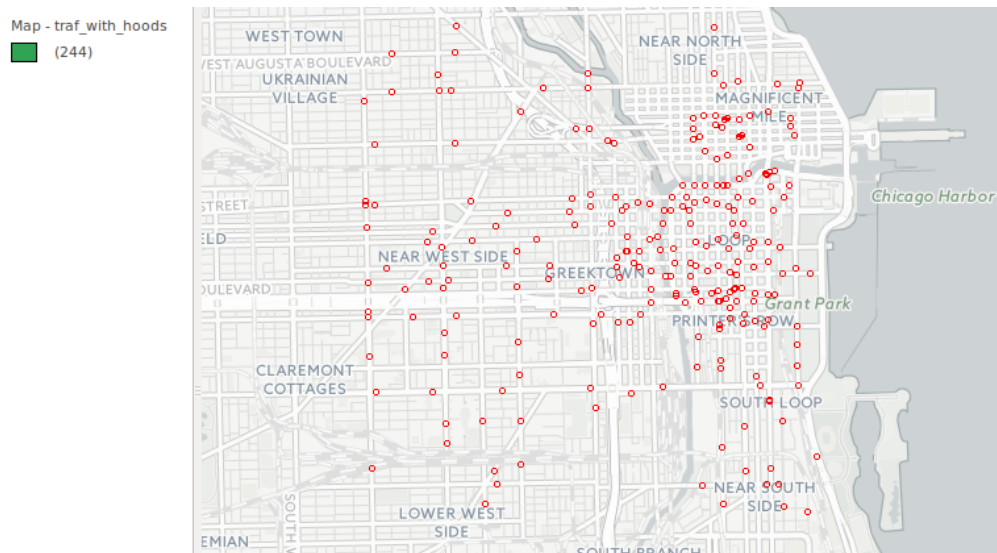 Map - traf_with_hoods
(244)
WEST TOWN
NEAR NORTH
SIDE
WEST AUGUSTA BOULEVARD
UKRAINIAN
VILLAGE
MAGNIFICENT
MILE
Chicago Harbor
STREET
ELD
LOOP
NEAR WEST SIDE
GREEKTOWN
OULEVARD
Grant Park
PRINTER'S ROW
CLAREMONT
COTTAGES
SOUTH LOOP
NEAR SOUTH
SIDE
SOUTH W
LOWER WEST
SIDE
EMIAN
SOUTH BRANCH